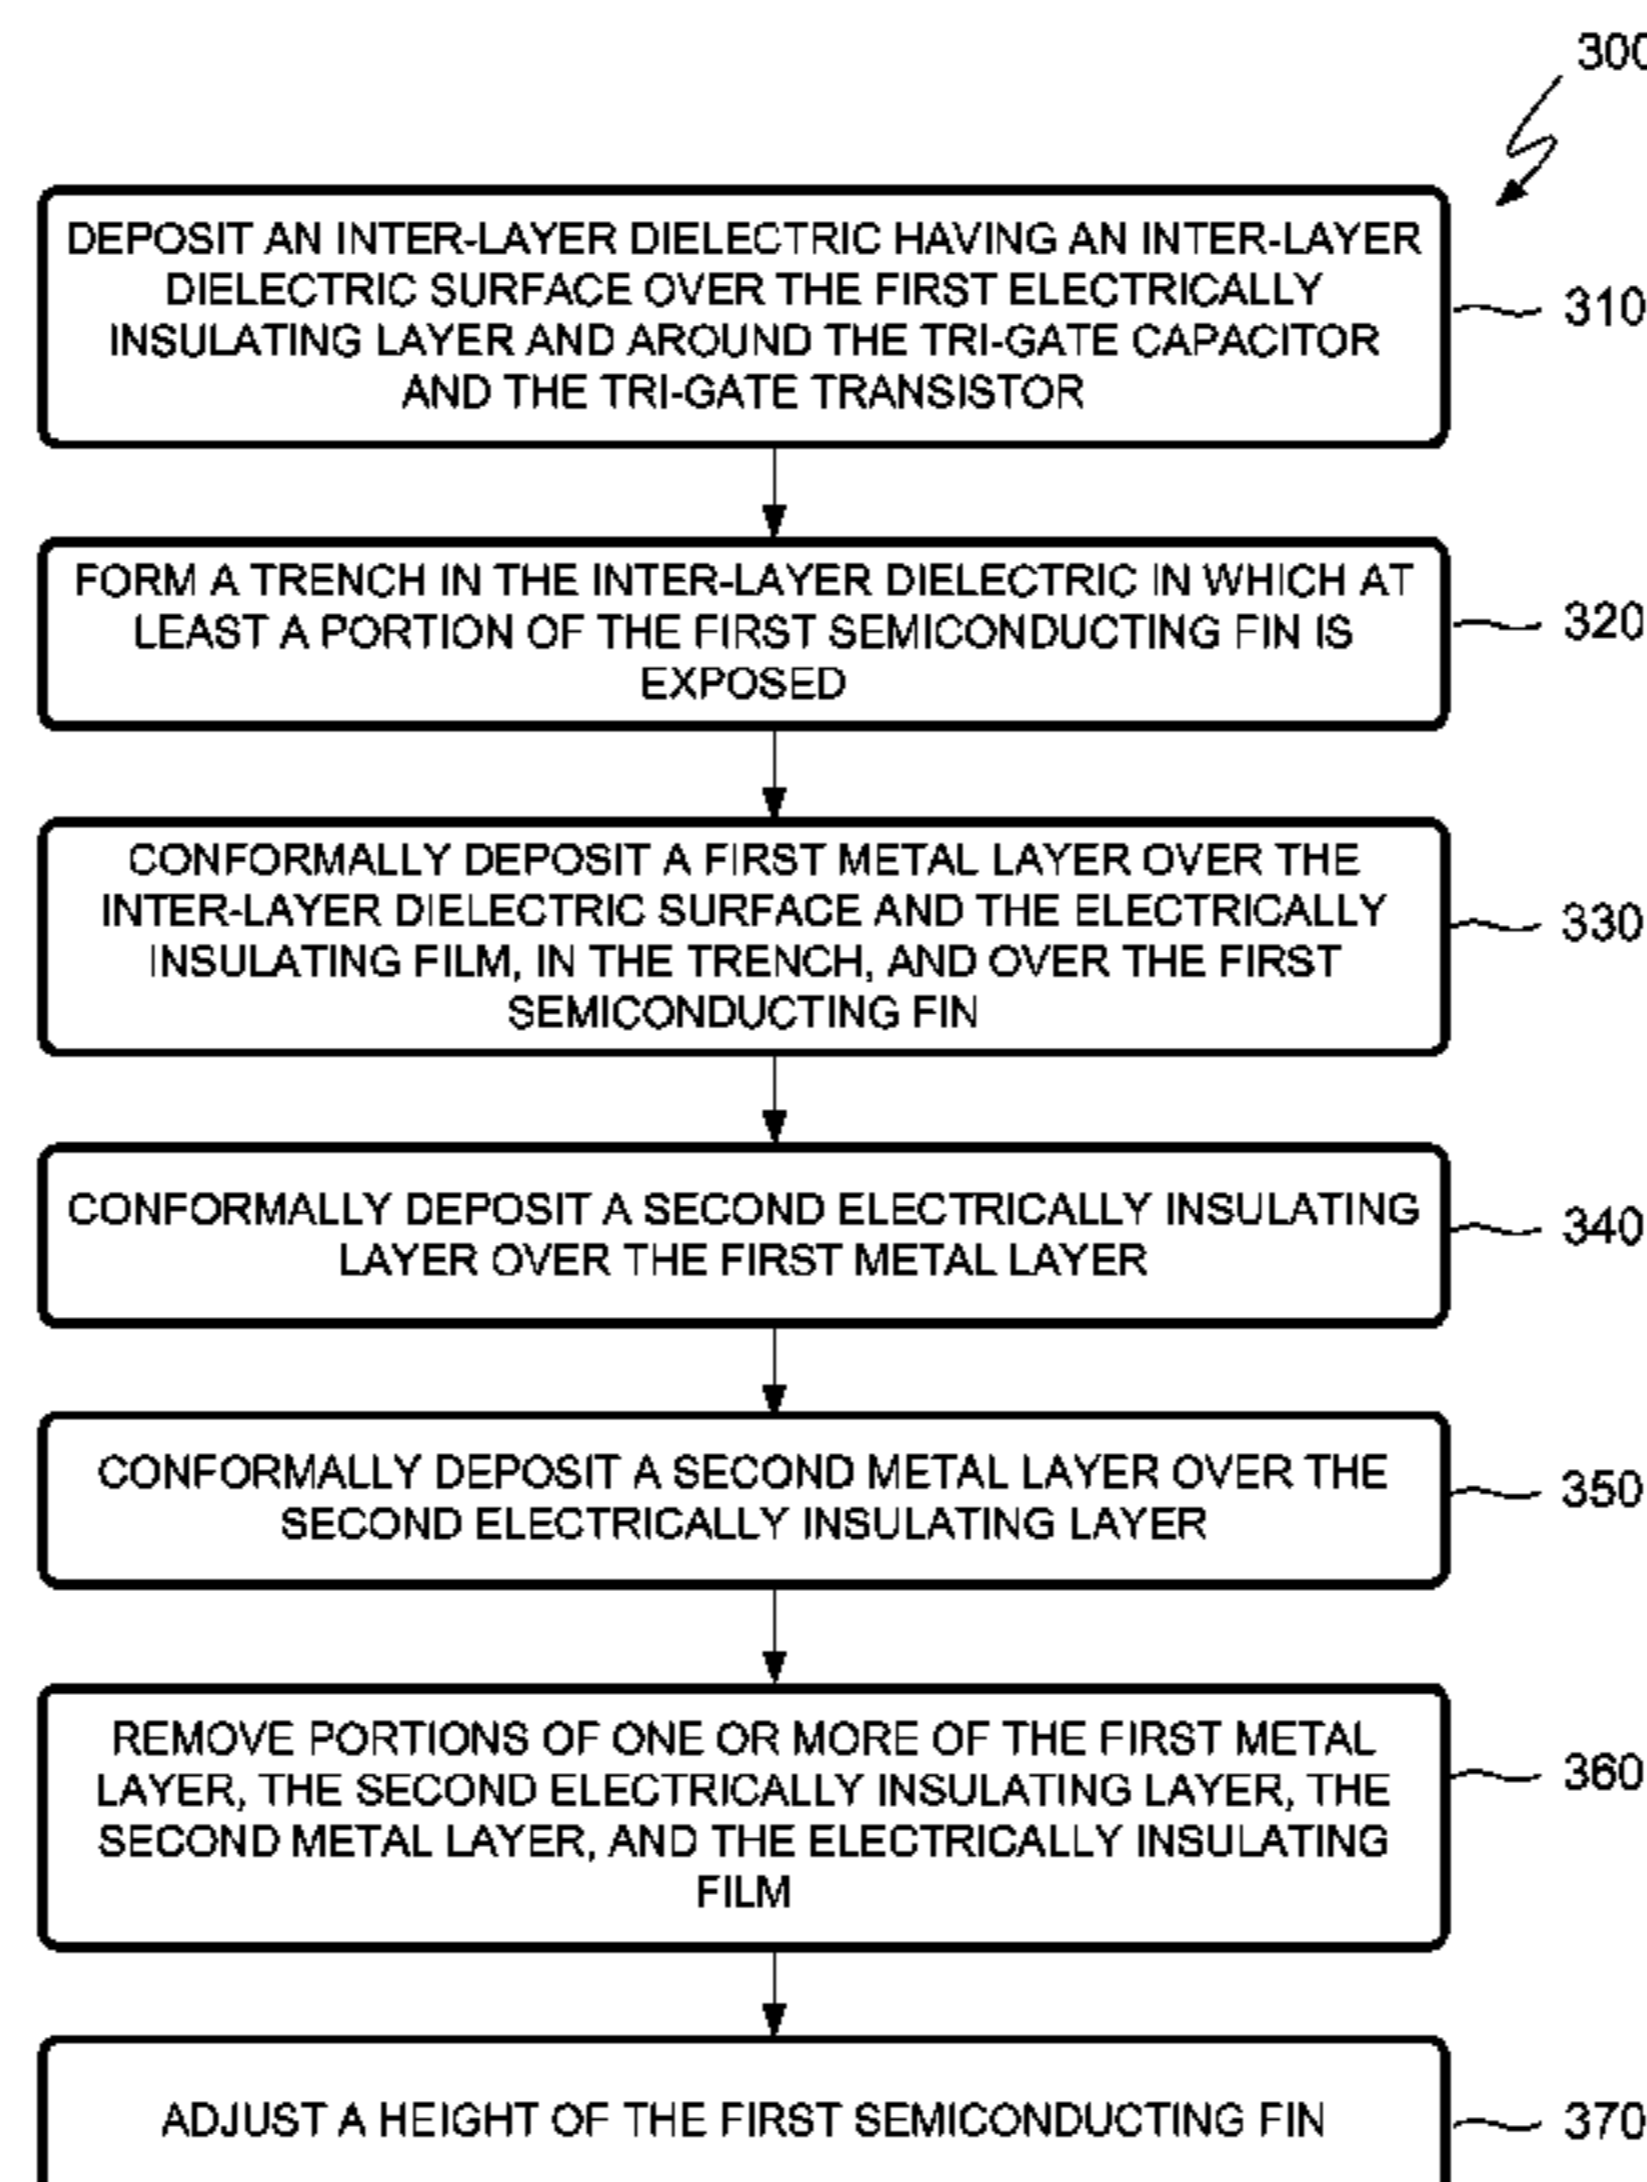 300
DEPOSIT AN INTER-LAYER DIELECTRIC HAVING AN INTER-LAYER
DIELECTRIC SURFACE OVER THE FIRST ELECTRICALLY
INSULATING LAYER AND AROUND THE TRI-GATE CAPACITOR
AND THE TRI-GATE TRANSISTOR
310
FORM A TRENCH IN THE INTER-LAYER DIELECTRIC IN WHICH AT
LEAST A PORTION OF THE FIRST SEMICONDUCTING FIN IS
EXPOSED
320
CONFORMALLY DEPOSIT A FIRST METAL LAYER OVER THE
INTER-LAYER DIELECTRIC SURFACE AND THE ELECTRICALLY
INSULATING FILM, IN THE TRENCH, AND OVER THE FIRST
SEMICONDUCTING FIN
330
CONFORMALLY DEPOSIT A SECOND ELECTRICALLY INSULATING
LAYER OVER THE FIRST METAL LAYER
340
CONFORMALLY DEPOSIT A SECOND METAL LAYER OVER THE
SECOND ELECTRICALLY INSULATING LAYER
350
REMOVE PORTIONS OF ONE OR MORE OF THE FIRST METAL
LAYER, THE SECOND ELECTRICALLY INSULATING LAYER, THE
SECOND METAL LAYER, AND THE ELECTRICALLY INSULATING
FILM
360
ADJUST A HEIGHT OF THE FIRST SEMICONDUCTING FIN
370